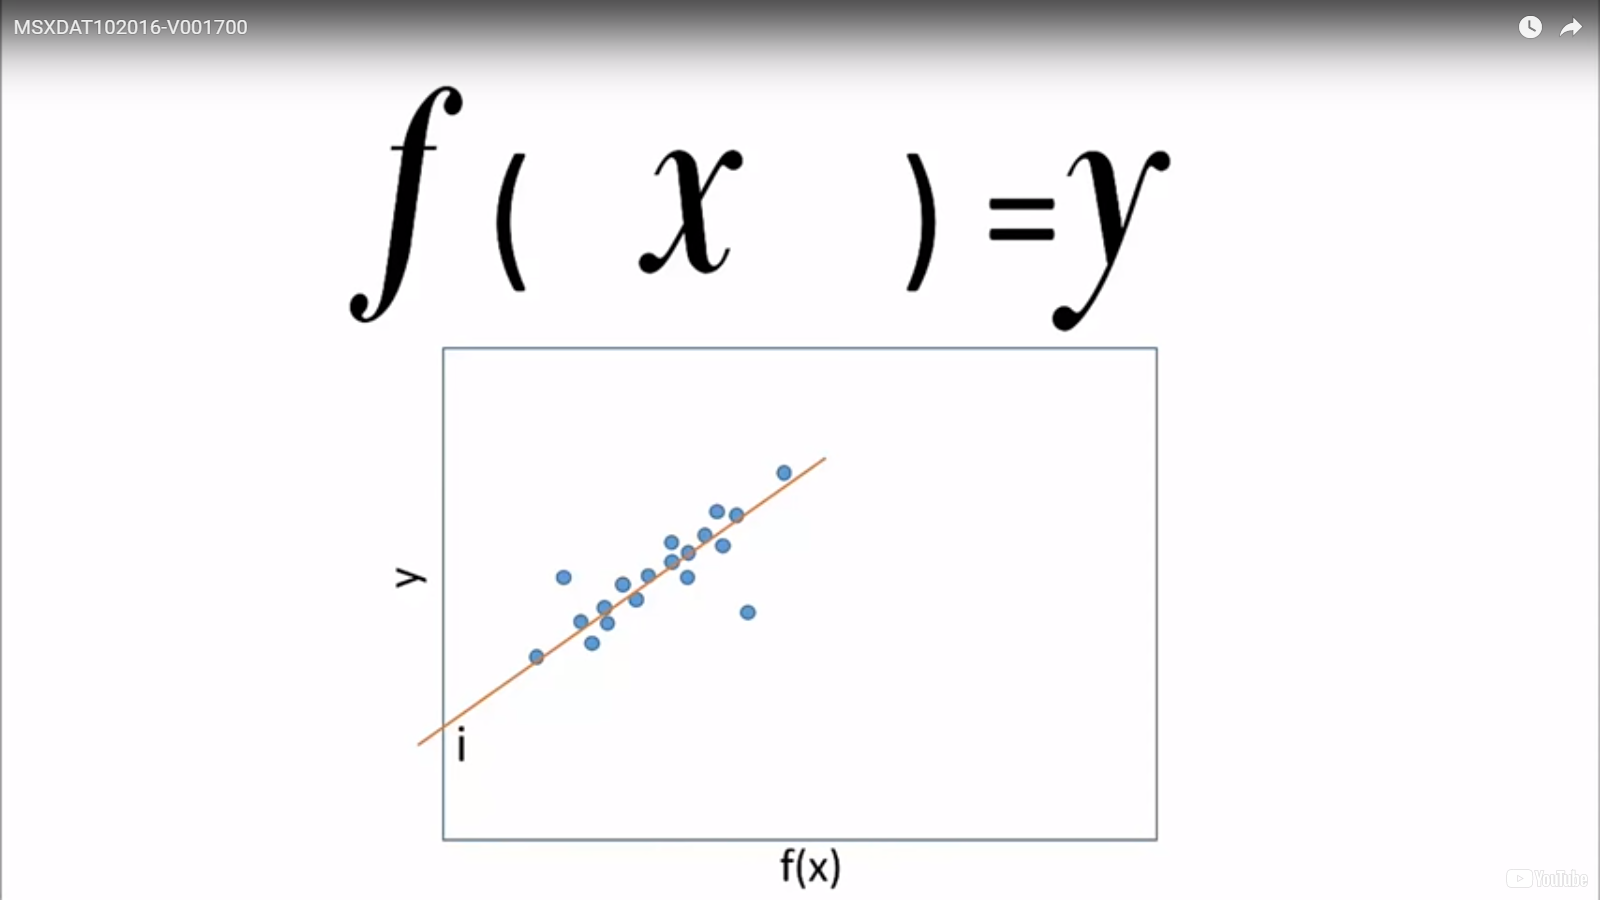 MSXDAT102016-V001700
f( x ) =y
y
i
f(x)
YouTube